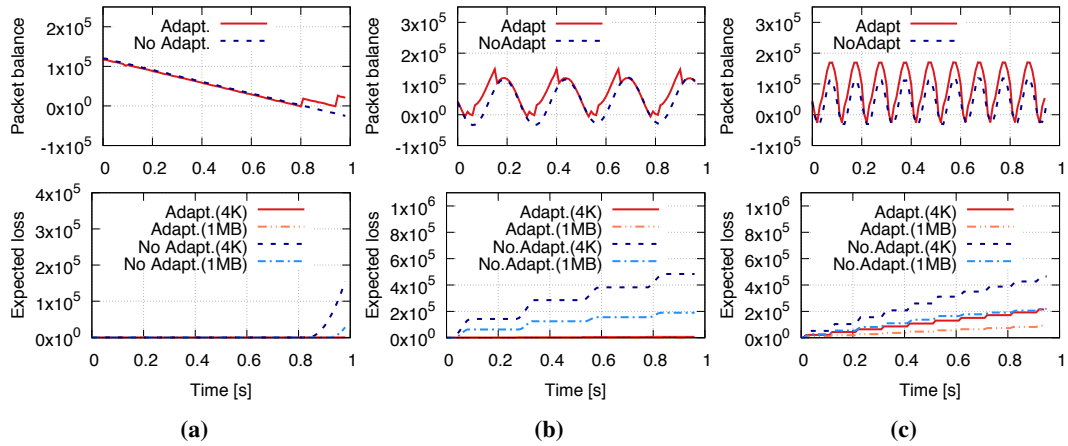 Packet balance
2x10^5
1x10^5
0x10^0
-1x10^5
Adapt.
No Adapt.
0 0.2 0.4 0.6 0.8 1
Packet balance
3x10^5
2x10^5
1x10^5
0x10^0
-1x10^5
Adapt
NoAdapt
0 0.2 0.4 0.6 0.8 1
Packet balance
3x10^5
2x10^5
1x10^5
0x10^0
-1x10^5
Adapt
NoAdapt
0 0.2 0.4 0.6 0.8 1
Expected loss
4x10^5
3x10^5
2x10^5
1x10^5
0x10^0
Adapt.(4K)
Adapt.(1MB)
No Adapt.(4K)
No Adapt.(1MB)
0 0.2 0.4 0.6 0.8 1
Time [s]
(a)
Expected loss
1x10^6
8x10^5
6x10^5
4x10^5
2x10^5
0x10^0
Adapt.(4K)
Adapt.(1MB)
No.Adapt.(4K)
No.Adapt.(1MB)
0 0.2 0.4 0.6 0.8 1
Time [s]
(b)
Expected loss
1x10^6
8x10^5
6x10^5
4x10^5
2x10^5
0x10^0
Adapt.(4K)
Adapt.(1MB)
No.Adapt.(4K)
No.Adapt.(1MB)
0 0.2 0.4 0.6 0.8 1
Time [s]
(c)